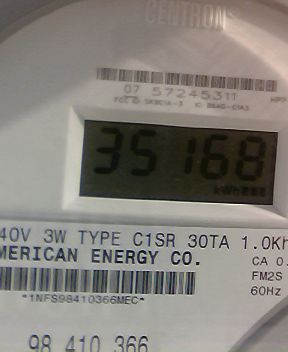 CENTRON
07 57245311
35168
kWh
40V 3W TYPE C1SR 30TA 1.0Kh
MERICAN ENERGY CO.
CA 0.
FM2S
60Hz
*1NFS98410366MEC*
98 410 366